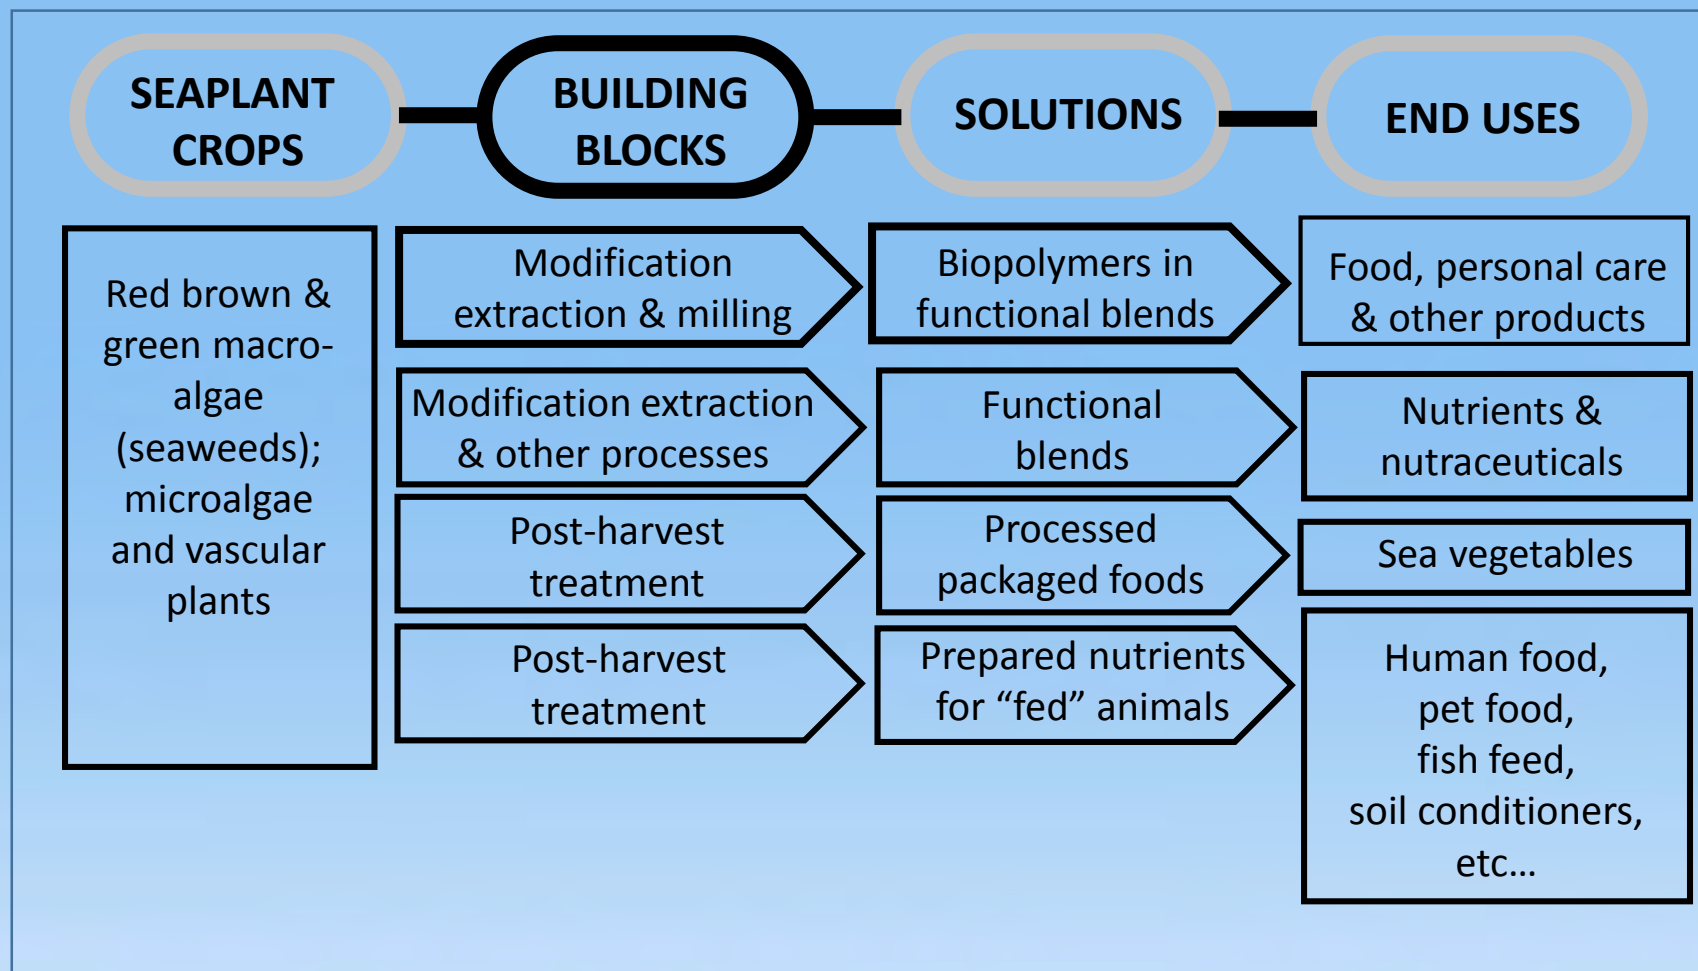 SEAPLANT
CROPS
BUILDING
BLOCKS
SOLUTIONS
END USES
Red brown &
green macro-
algae
(seaweeds);
microalgae
and vascular
plants
Modification
extraction & milling
Biopolymers in
functional blends
Food, personal care
& other products
Modification extraction
& other processes
Functional
blends
Nutrients &
nutraceuticals
Post-harvest
treatment
Processed
packaged foods
Sea vegetables
Post-harvest
treatment
Prepared nutrients
for “fed” animals
Human food,
pet food,
fish feed,
soil conditioners,
etc...